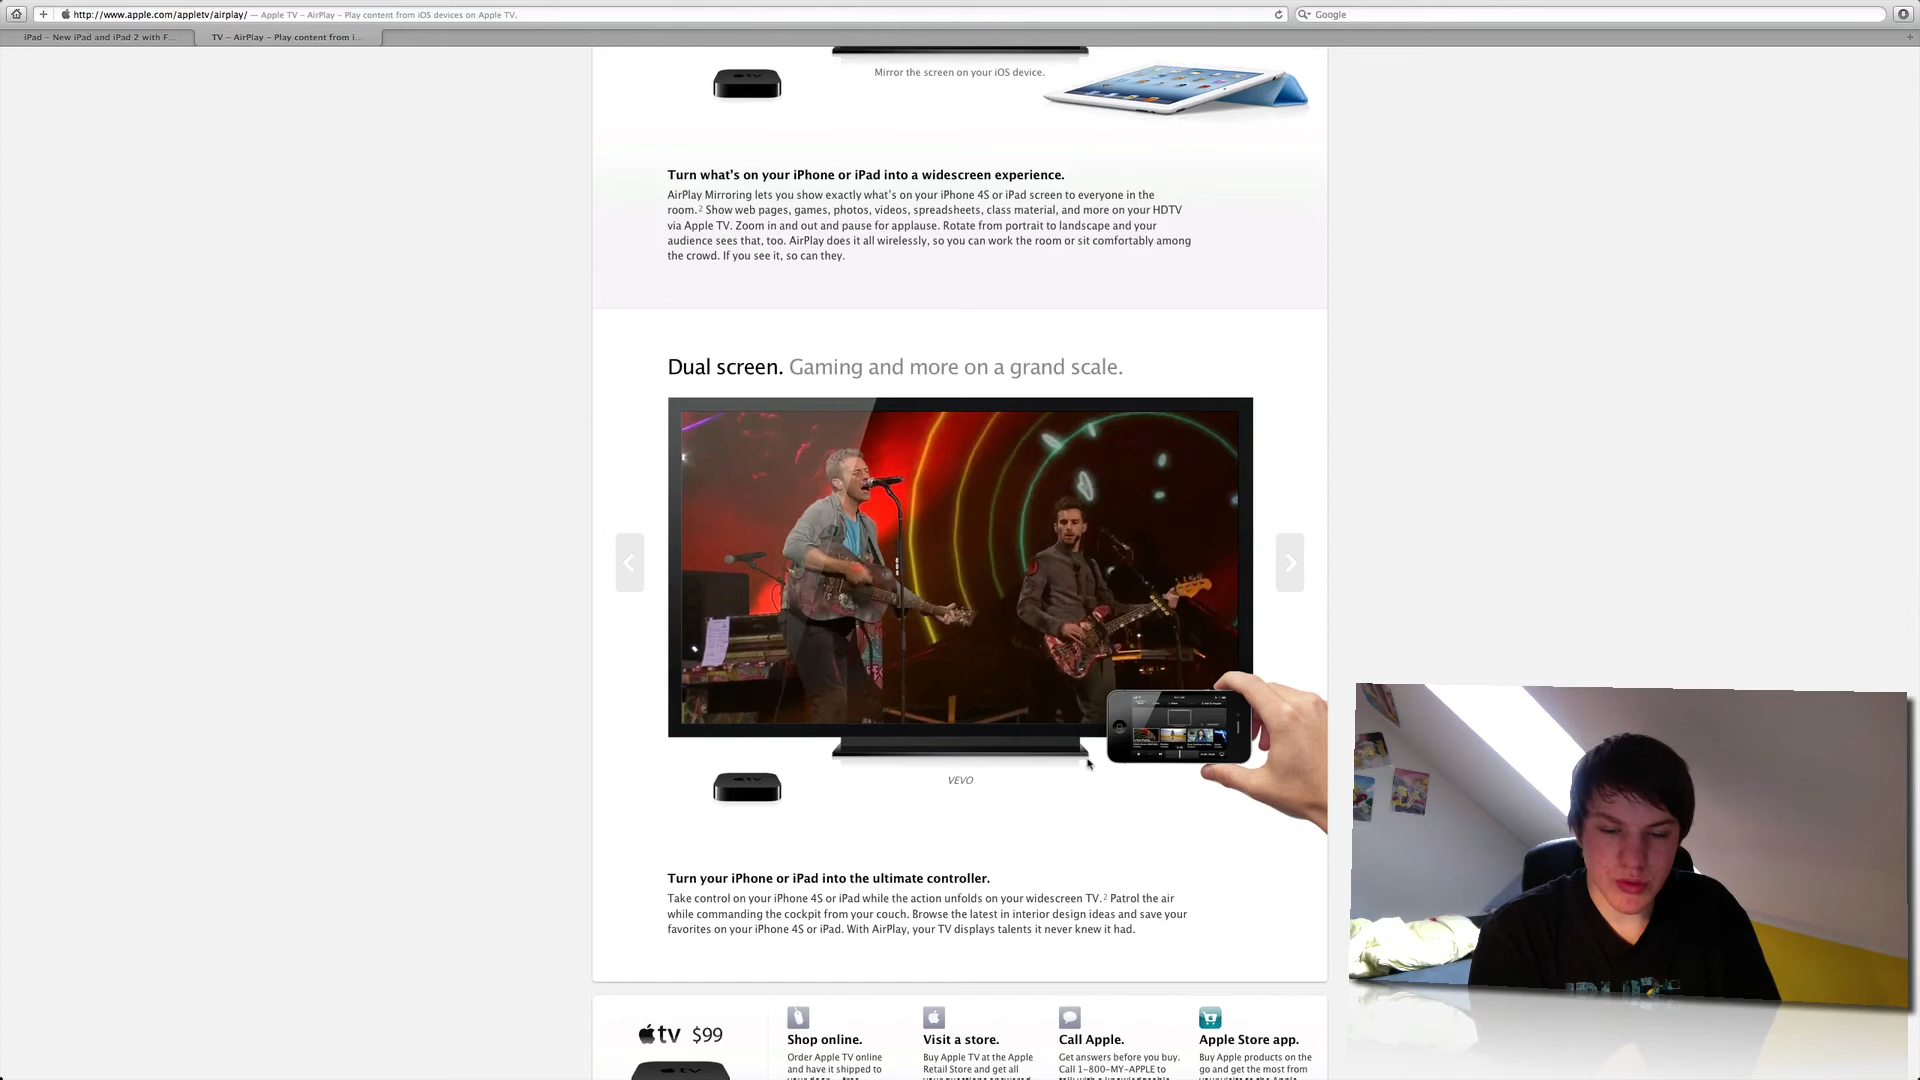 http://www.apple.com/appletv/airplay/ — Apple TV – AirPlay – Play content from iOS devices on Apple TV.
Google
iPad – New iPad and iPad 2 with F...
TV – AirPlay – Play content from i...
Mirror the screen on your iOS device.
Turn what's on your iPhone or iPad into a widescreen experience.
AirPlay Mirroring lets you show exactly what's on your iPhone 4S or iPad screen to everyone in the
room.2 Show web pages, games, photos, videos, spreadsheets, class material, and more on your HDTV
via Apple TV. Zoom in and out and pause for applause. Rotate from portrait to landscape and your
audience sees that, too. AirPlay does it all wirelessly, so you can work the room or sit comfortably among
the crowd. If you see it, so can they.
Dual screen. Gaming and more on a grand scale.
VEVO
Turn your iPhone or iPad into the ultimate controller.
Take control on your iPhone 4S or iPad while the action unfolds on your widescreen TV.2 Patrol the air
while commanding the cockpit from your couch. Browse the latest in interior design ideas and save your
favorites on your iPhone 4S or iPad. With AirPlay, your TV displays talents it never knew it had.
tv $99
Shop online.
Order Apple TV online
and have it shipped to
Visit a store.
Buy Apple TV at the Apple
Retail Store and get all
Call Apple.
Get answers before you buy.
Call 1-800-MY-APPLE to
Apple Store app.
Buy Apple products on the
go and get the most from